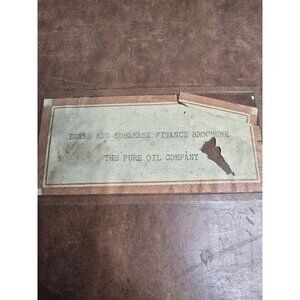 LEASE AND SUBLEASE FINANCE BROCHURE
THE PURE OIL COMPANY